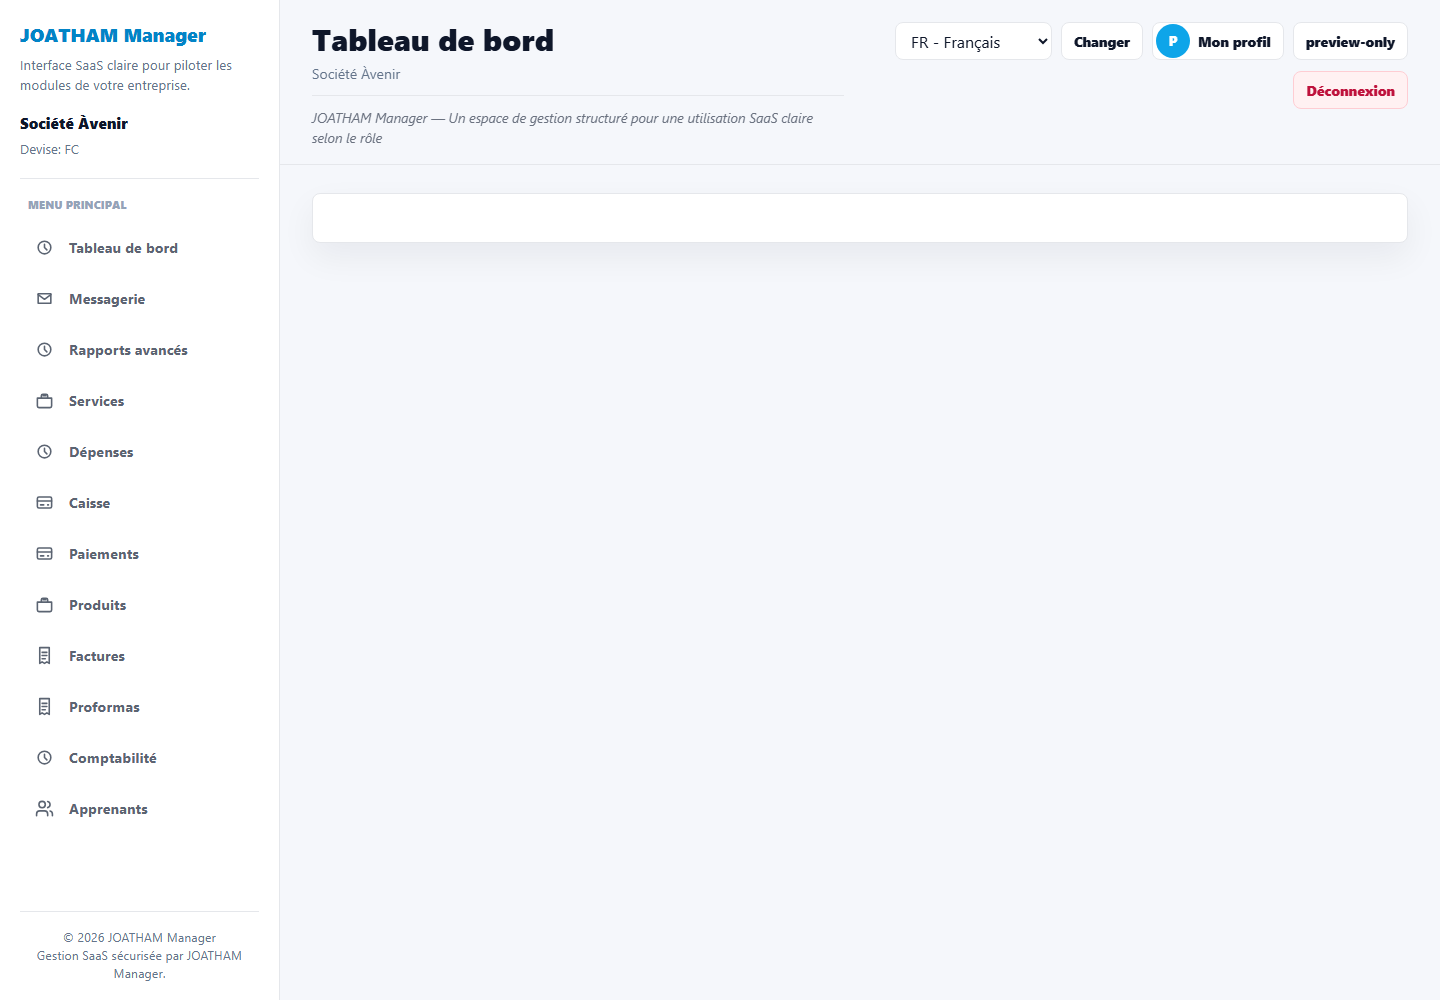 JOATHAM Manager
Interface SaaS claire pour piloter les
modules de votre entreprise.
Société Àvenir
Devise: FC
MENU PRINCIPAL
Tableau de bord
Messagerie
Rapports avancés
Services
Dépenses
Caisse
Paiements
Produits
Factures
Proformas
Comptabilité
Apprenants
© 2026 JOATHAM Manager
Gestion SaaS sécurisée par JOATHAM
Manager.
Tableau de bord
Société Àvenir
JOATHAM Manager — Un espace de gestion structuré pour une utilisation SaaS claire
selon le rôle
FR - Français
Changer
P
Mon profil
preview-only
Déconnexion